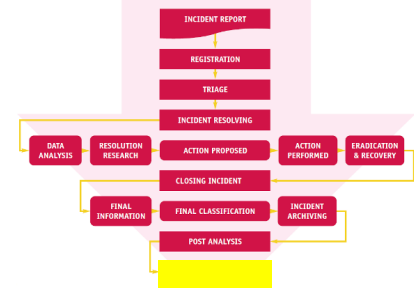 INCIDENT REPORT
REGISTRATION
TRIAGE
INCIDENT RESOLVING
DATA
ANALYSIS
RESOLUTION
RESEARCH
ACTION PROPOSED
ACTION
PERFORMED
ERADICATION
& RECOVERY
CLOSING INCIDENT
FINAL
INFORMATION
FINAL CLASSIFICATION
INCIDENT
ARCHIVING
POST ANALYSIS